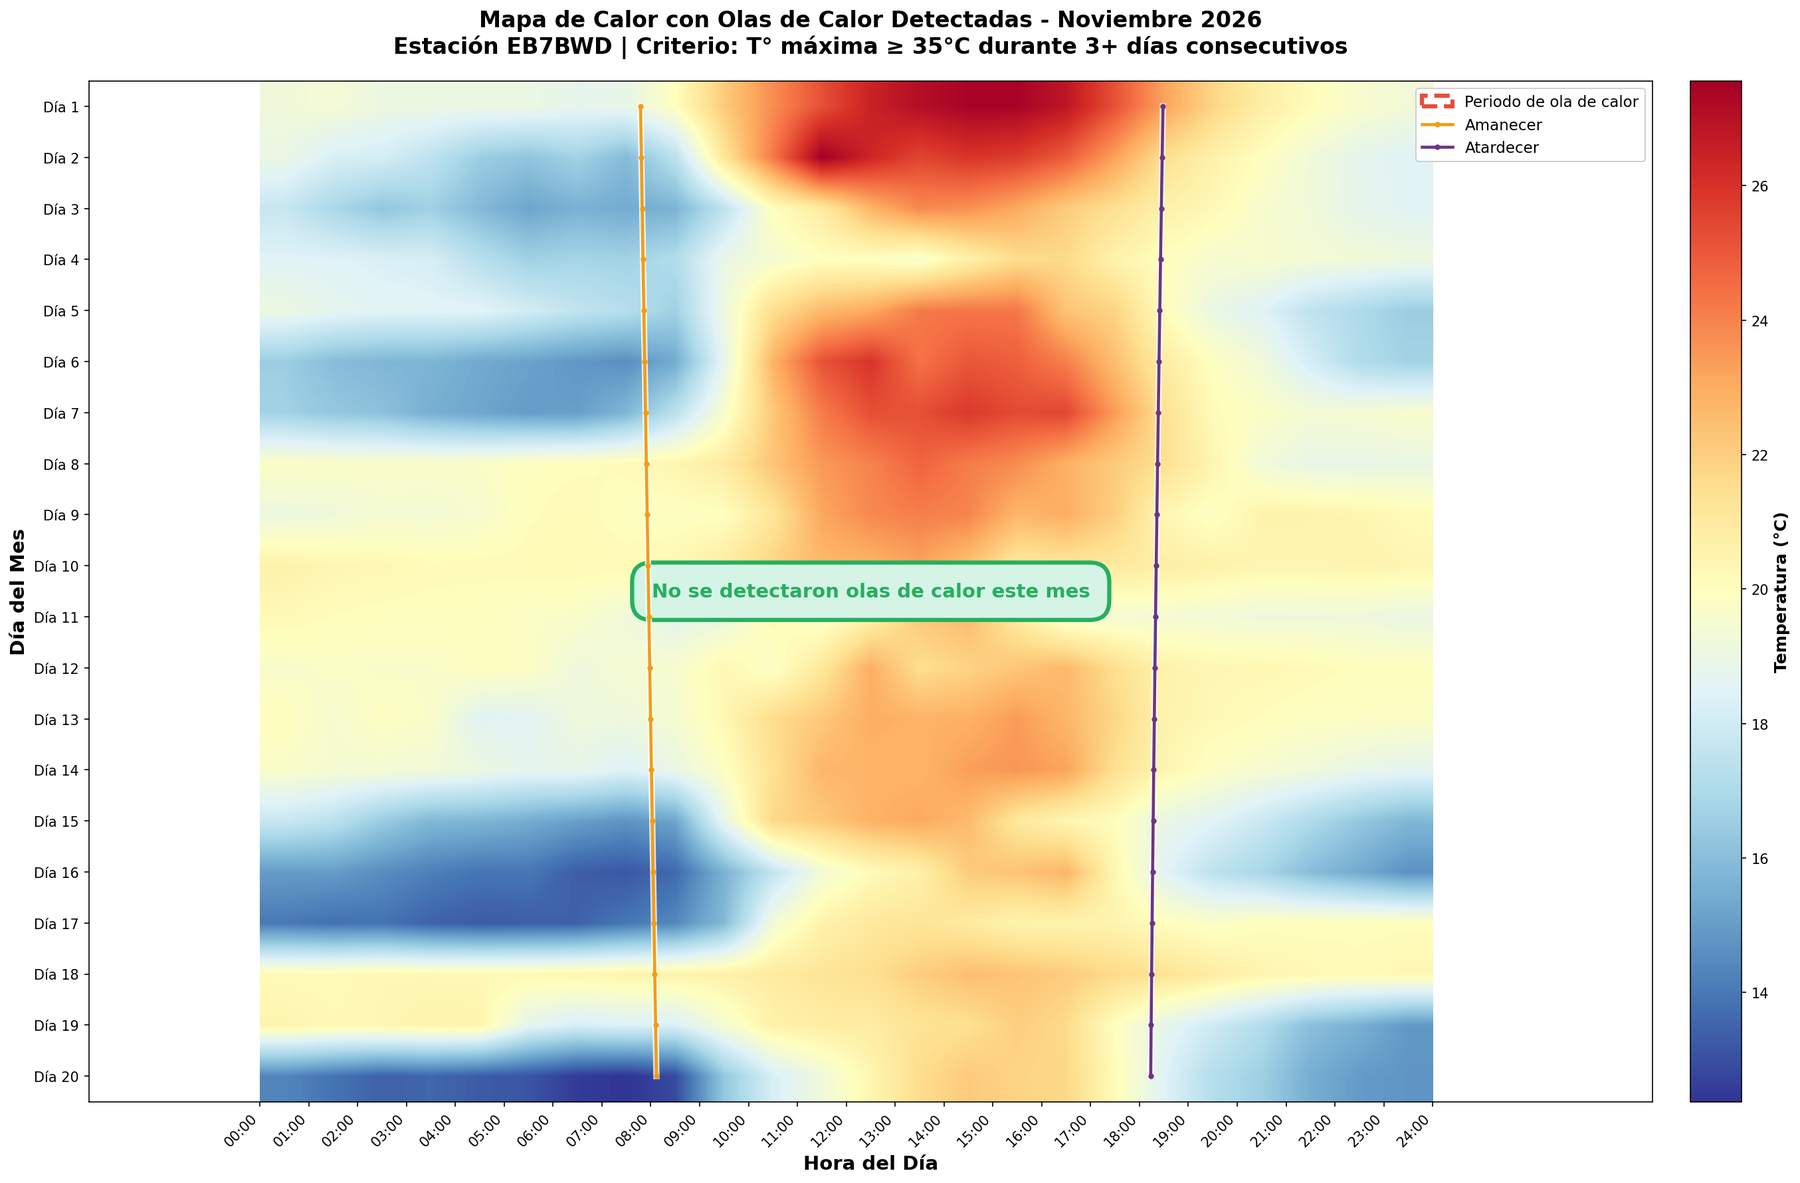 Mapa de Calor con Olas de Calor Detectadas - Noviembre 2026
Estación EB7BWD | Criterio: T° máxima ≥ 35°C durante 3+ días consecutivos
Periodo de ola de calor
Amanecer
Atardecer
Día del Mes
Día 1
Día 2
Día 3
Día 4
Día 5
Día 6
Día 7
Día 8
Día 9
Día 10
Día 11
Día 12
Día 13
Día 14
Día 15
Día 16
Día 17
Día 18
Día 19
Día 20
No se detectaron olas de calor este mes
00:00
01:00
02:00
03:00
04:00
05:00
06:00
07:00
08:00
09:00
10:00
11:00
12:00
13:00
14:00
15:00
16:00
17:00
18:00
19:00
20:00
21:00
22:00
23:00
24:00
Hora del Día
26
24
22
20
18
16
14
Temperatura (°C)